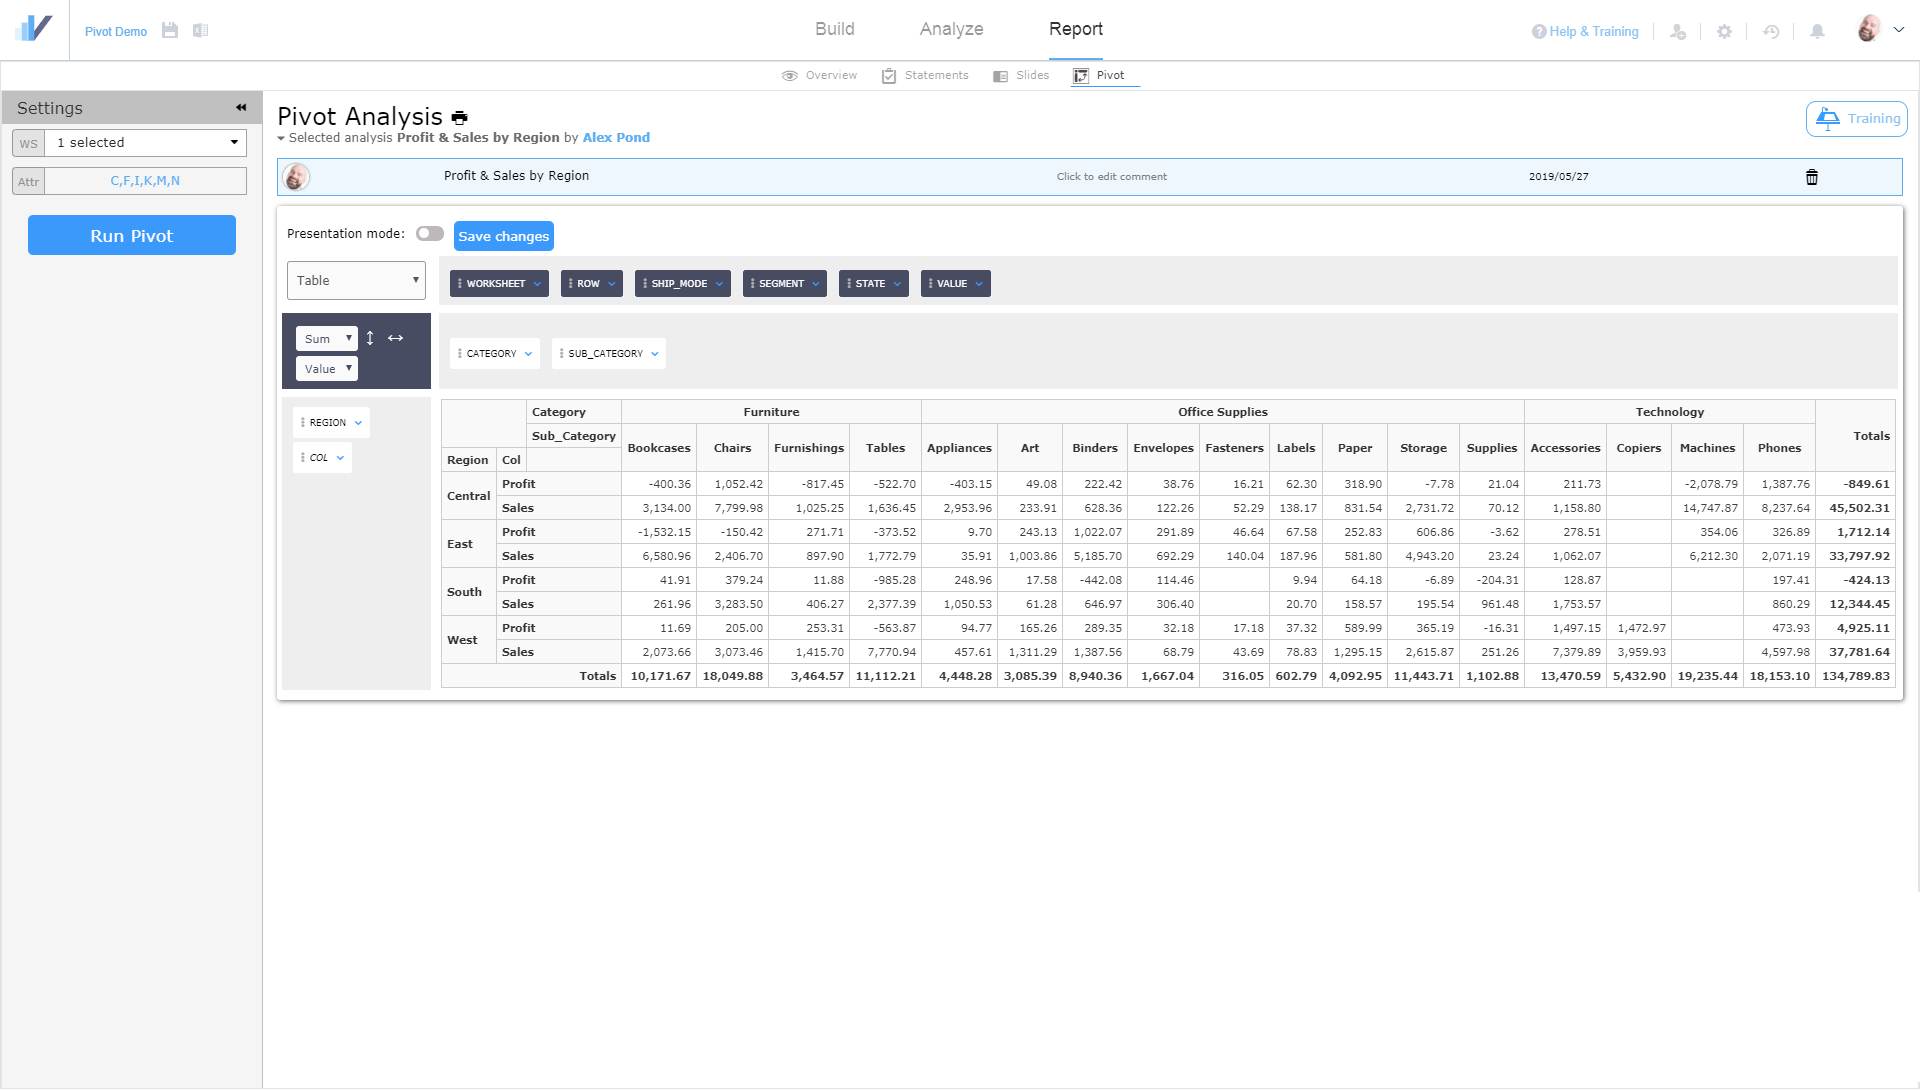 Pivot Demo
Build Analyze Report
Help & Training
Overview Statements Slides Pivot
Settings
WS 1 selected
Attr C,F,I,K,M,N
Run Pivot
Pivot Analysis
Selected analysis Profit & Sales by Region by Alex Pond
Training
Profit & Sales by Region Click to edit comment 2019/05/27
Presentation mode: Save changes
Table
WORKSHEET ROW SHIP_MODE SEGMENT STATE VALUE
Sum
Value
CATEGORY SUB_CATEGORY
REGION
COL
Category Furniture Office Supplies Technology Totals
Sub_Category Bookcases Chairs Furnishings Tables Appliances Art Binders Envelopes Fasteners Labels Paper Storage Supplies Accessories Copiers Machines Phones
Region Col
Central Profit -400.36 1,052.42 -817.45 -522.70 -403.15 49.08 222.42 38.76 16.21 62.30 318.90 -7.78 21.04 211.73 -2,078.79 1,387.76 -849.61
Sales 3,134.00 7,799.98 1,025.25 1,636.45 2,953.96 233.91 628.36 122.26 52.29 138.17 831.54 2,731.72 70.12 1,158.80 14,747.87 8,237.64 45,502.31
East Profit -1,532.15 -150.42 271.71 -373.52 9.70 243.13 1,022.07 291.89 46.64 67.58 252.83 606.86 -3.62 278.51 354.06 326.89 1,712.14
Sales 6,580.96 2,406.70 897.90 1,772.79 35.91 1,003.86 5,185.70 692.29 140.04 187.96 581.80 4,943.20 23.24 1,062.07 6,212.30 2,071.19 33,797.92
South Profit 41.91 379.24 11.88 -985.28 248.96 17.58 -442.08 114.46 9.94 64.18 -6.89 -204.31 128.87 197.41 -424.13
Sales 261.96 3,283.50 406.27 2,377.39 1,050.53 61.28 646.97 306.40 20.70 158.57 195.54 961.48 1,753.57 860.29 12,344.45
West Profit 11.69 205.00 253.31 -563.87 94.77 165.26 289.35 32.18 17.18 37.32 589.99 365.19 -16.31 1,497.15 1,472.97 473.93 4,925.11
Sales 2,073.66 3,073.46 1,415.70 7,770.94 457.61 1,311.29 1,387.56 68.79 43.69 78.83 1,295.15 2,615.87 251.26 7,379.89 3,959.93 4,597.98 37,781.64
Totals 10,171.67 18,049.88 3,464.57 11,112.21 4,448.28 3,085.39 8,940.36 1,667.04 316.05 602.79 4,092.95 11,443.71 1,102.88 13,470.59 5,432.90 19,235.44 18,153.10 134,789.83